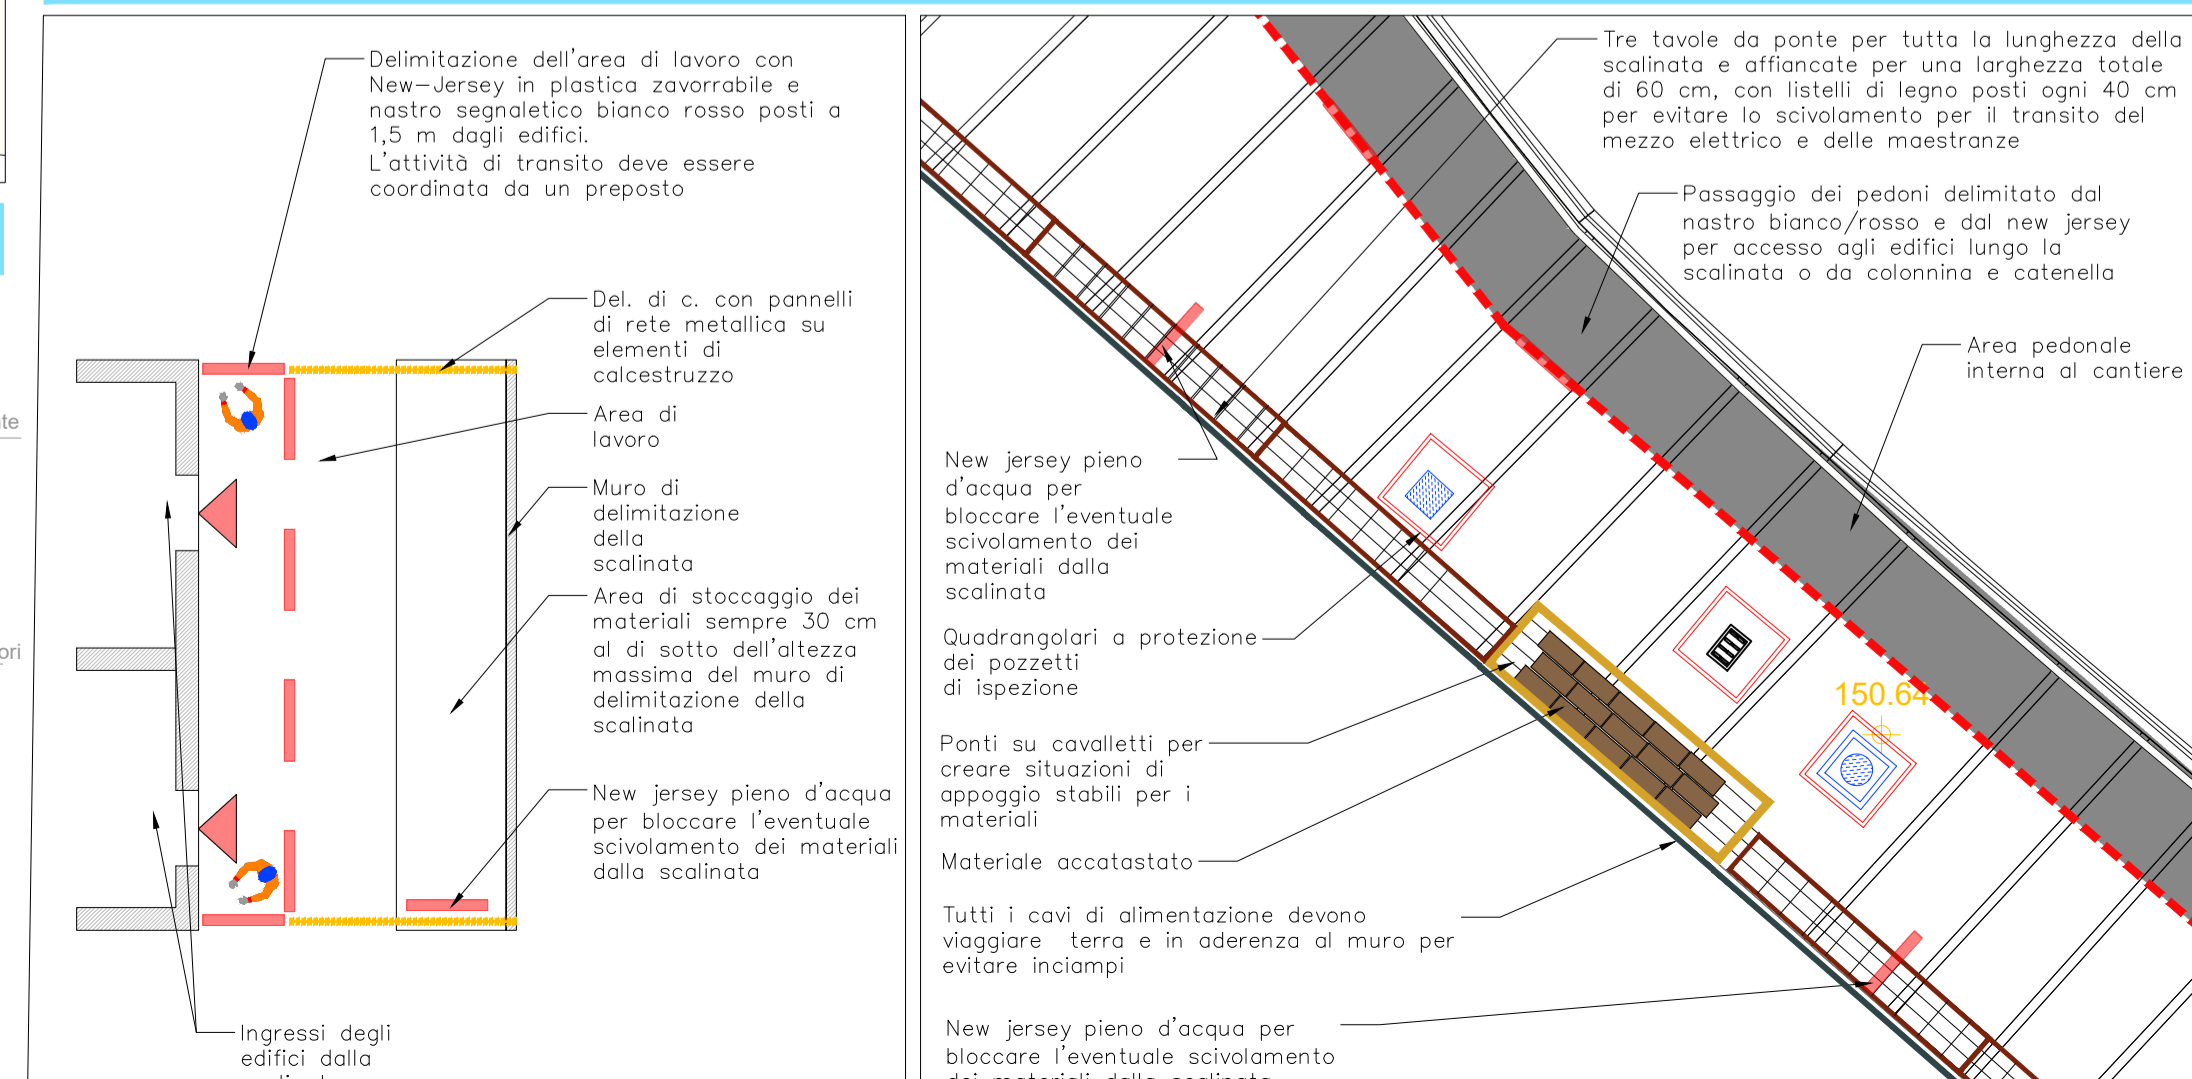 Delimitazione dell'area di lavoro con
New-Jersey in plastica zavorrabile e
nastro segnaletico bianco rosso posti a
1,5 m dagli edifici.
L'attività di transito deve essere
coordinata da un preposto
Del. di c. con pannelli
di rete metallica su
elementi di
calcestruzzo
Area di
lavoro
Muro di
delimitazione
della
scalinata
Area di stoccaggio dei
materiali sempre 30 cm
al di sotto dell'altezza
massima del muro di
delimitazione della
scalinata
New jersey pieno d'acqua
per bloccare l'eventuale
scivolamento dei materiali
dalla scalinata
Ingressi degli
edifici dalla
Tre tavole da ponte per tutta la lunghezza della
scalinata e affiancate per una larghezza totale
di 60 cm, con listelli di legno posti ogni 40 cm
per evitare lo scivolamento per il transito del
mezzo elettrico e delle maestranze
Passaggio dei pedoni delimitato dal
nastro bianco/rosso e dal new jersey
per accesso agli edifici lungo la
scalinata o da colonnina e catenella
Area pedonale
interna al cantiere
New jersey pieno
d'acqua per
bloccare l'eventuale
scivolamento dei
materiali dalla
scalinata
Quadrangolari a protezione
dei pozzetti
di ispezione
150.64
Ponti su cavalletti per
creare situazioni di
appoggio stabili per i
materiali
Materiale accatastato
Tutti i cavi di alimentazione devono
viaggiare terra e in aderenza al muro per
evitare inciampi
New jersey pieno d'acqua per
bloccare l'eventuale scivolamento
dei materiali dalla scalinata